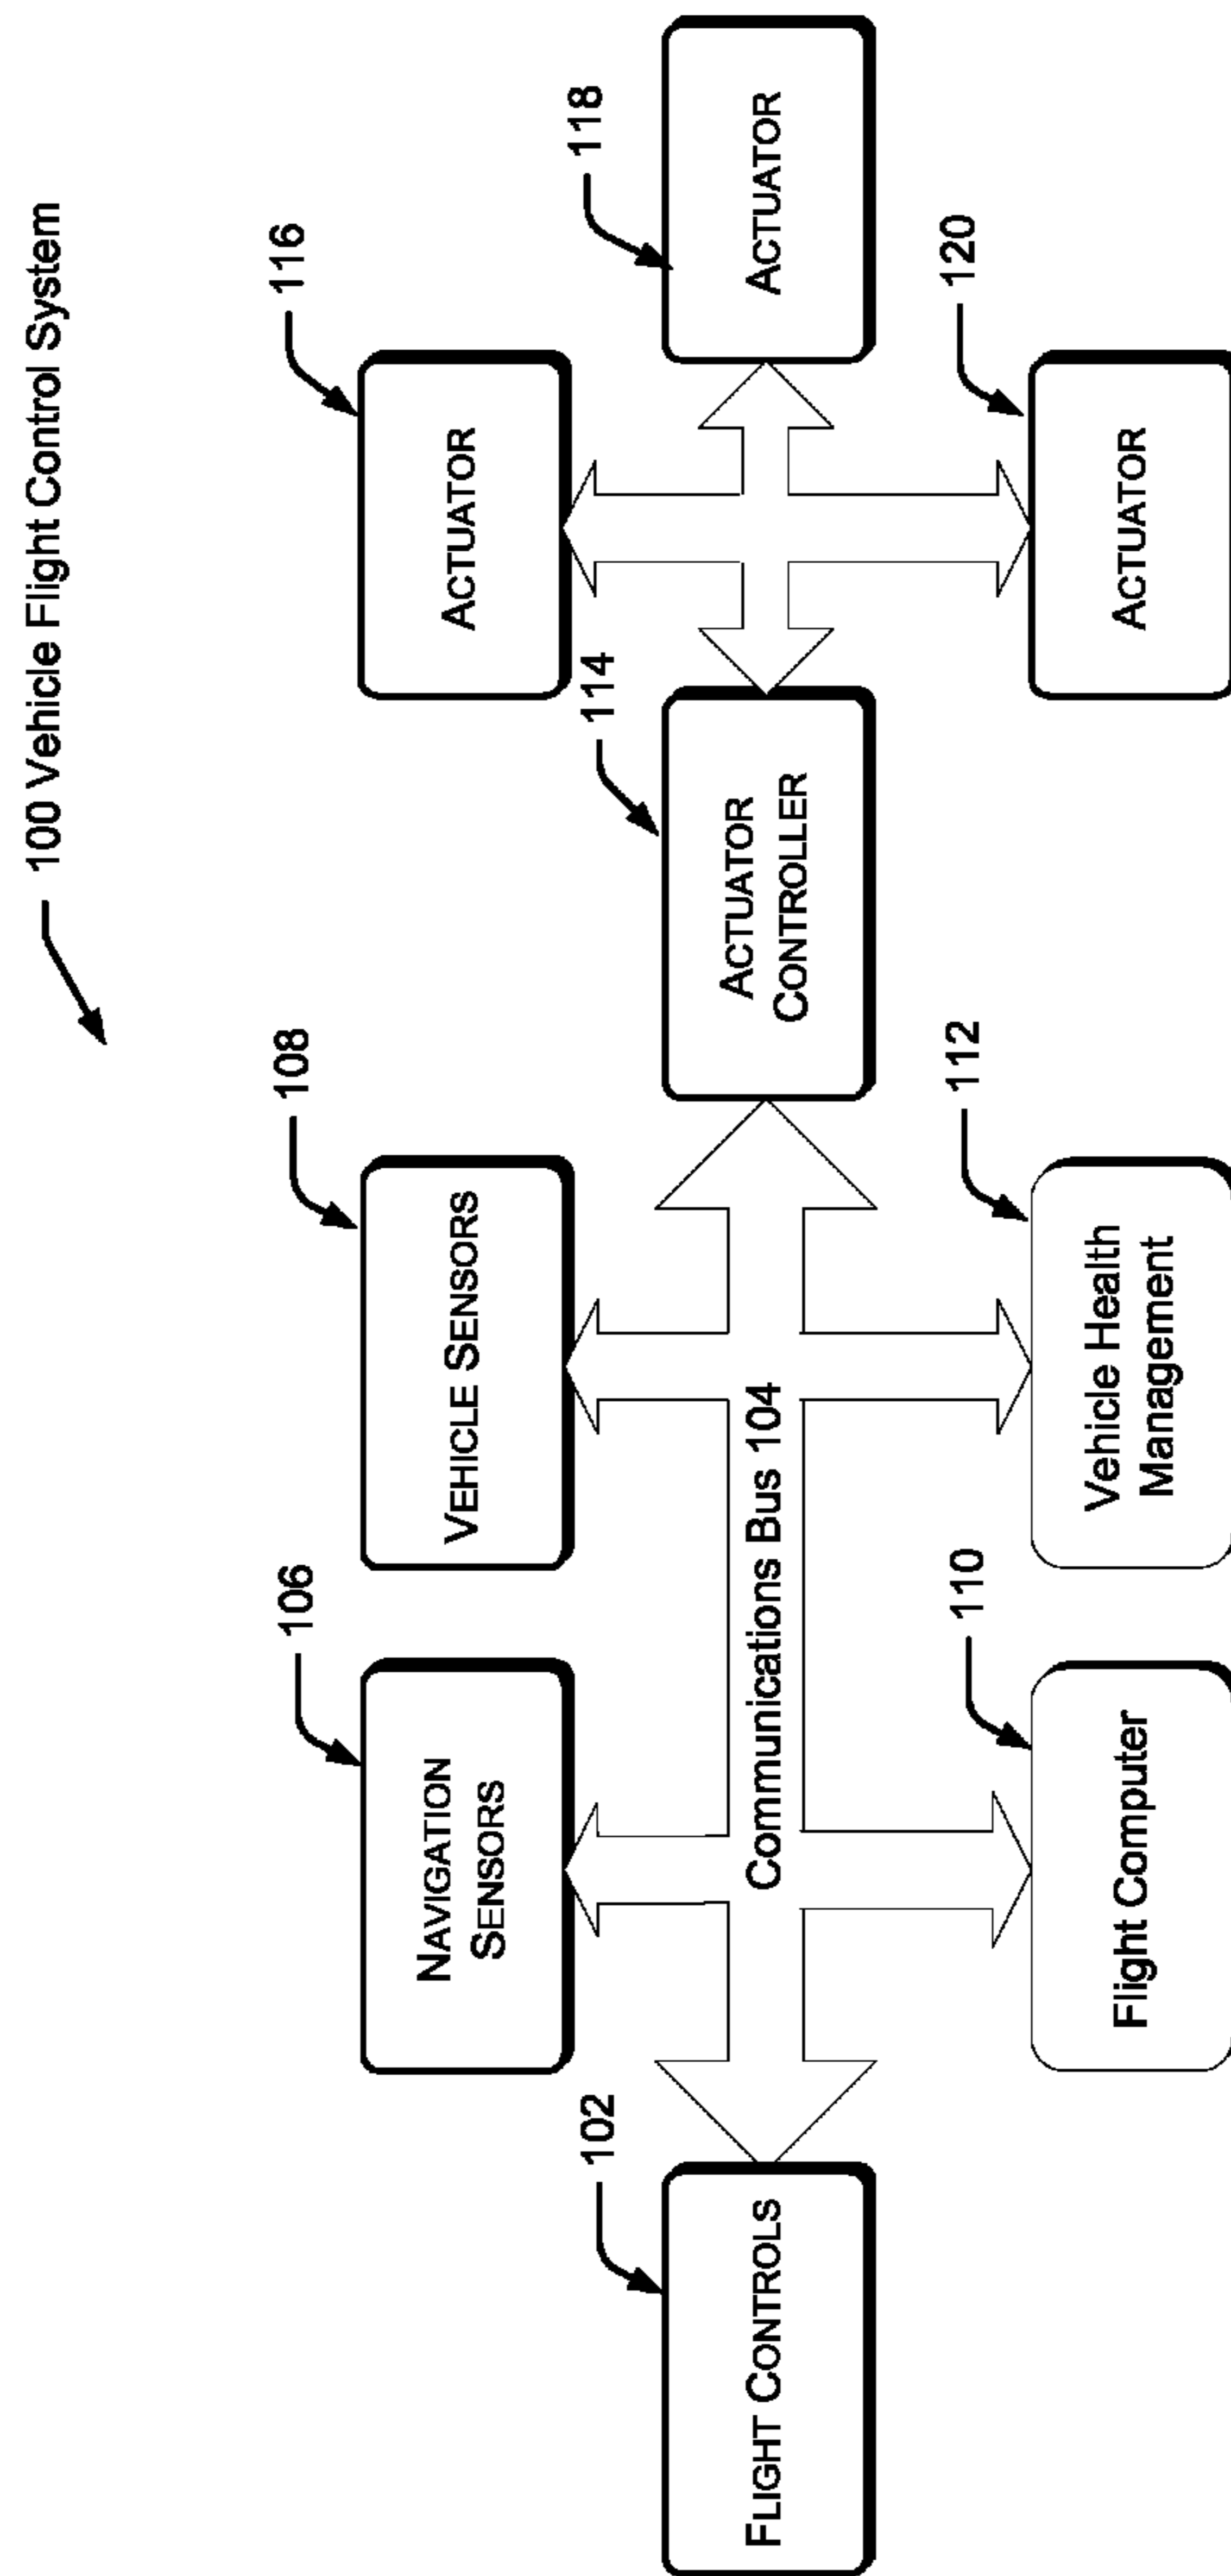 100 Vehicle Flight Control System
106
NAVIGATION
SENSORS
108
VEHICLE SENSORS
116
ACTUATOR
102
FLIGHT CONTROLS
Communications Bus 104
114
ACTUATOR
CONTROLLER
118
ACTUATOR
110
Flight Computer
112
Vehicle Health
Management
120
ACTUATOR